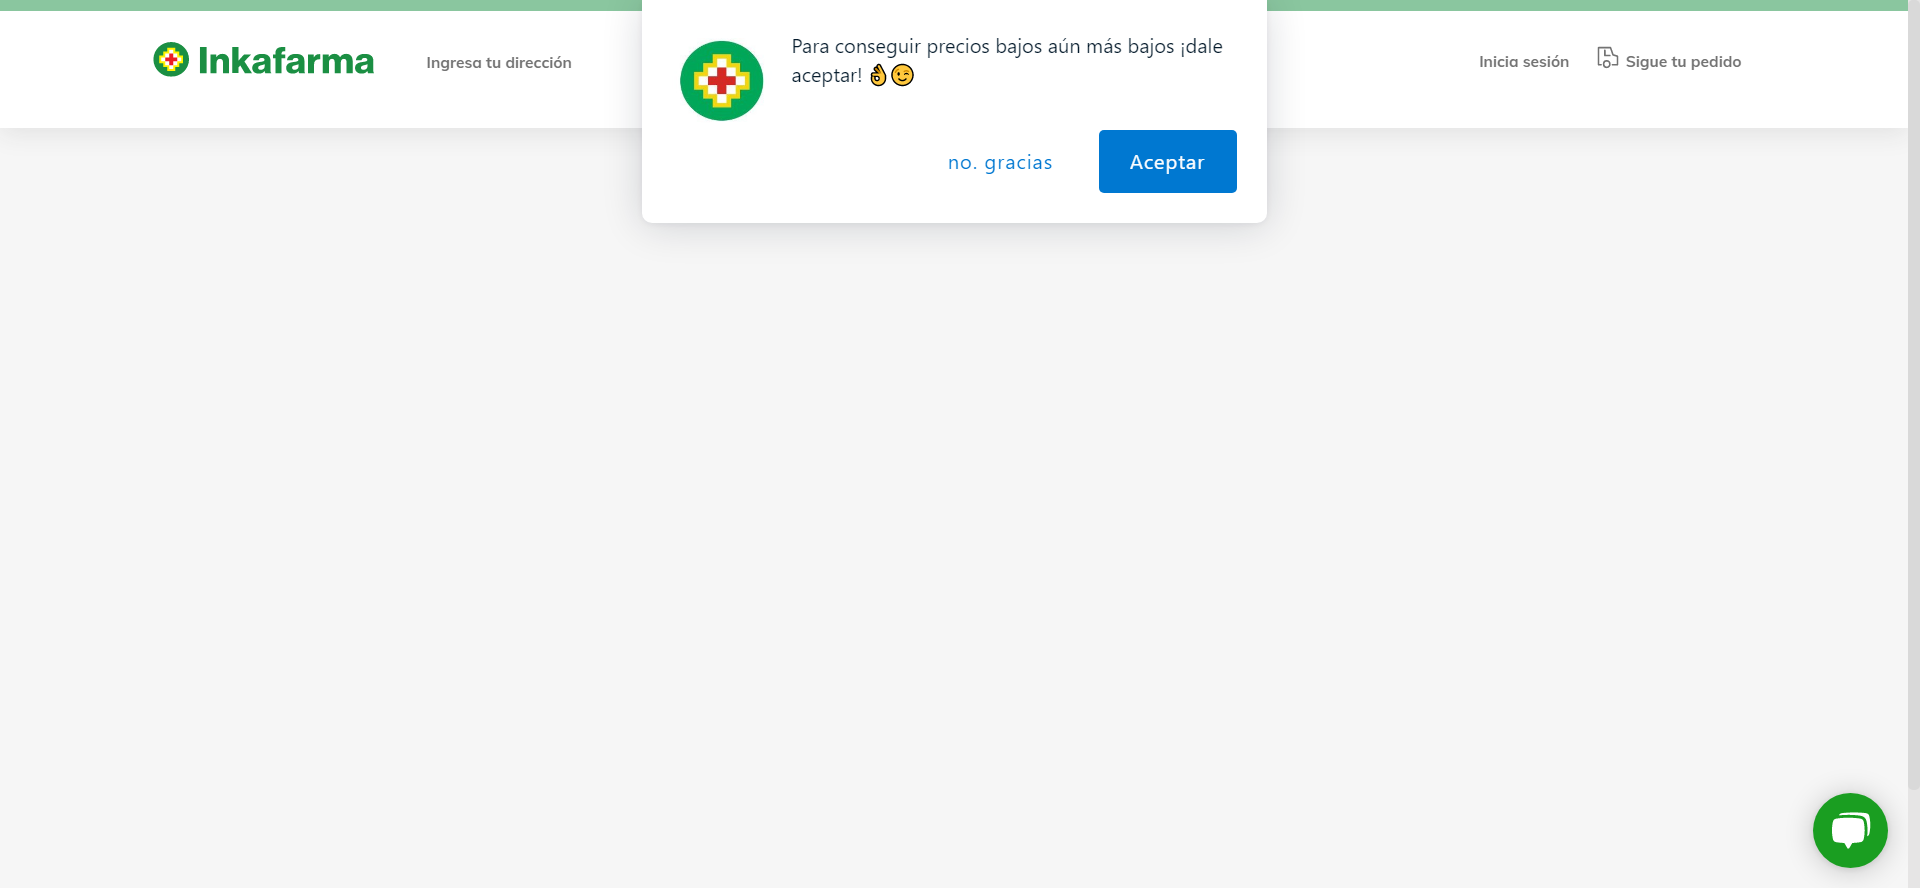 Inkafarma
Ingresa tu dirección
Para conseguir precios bajos aún más bajos ¡dale
aceptar! 👌😉
no. gracias
Aceptar
Inicia sesión
Sigue tu pedido